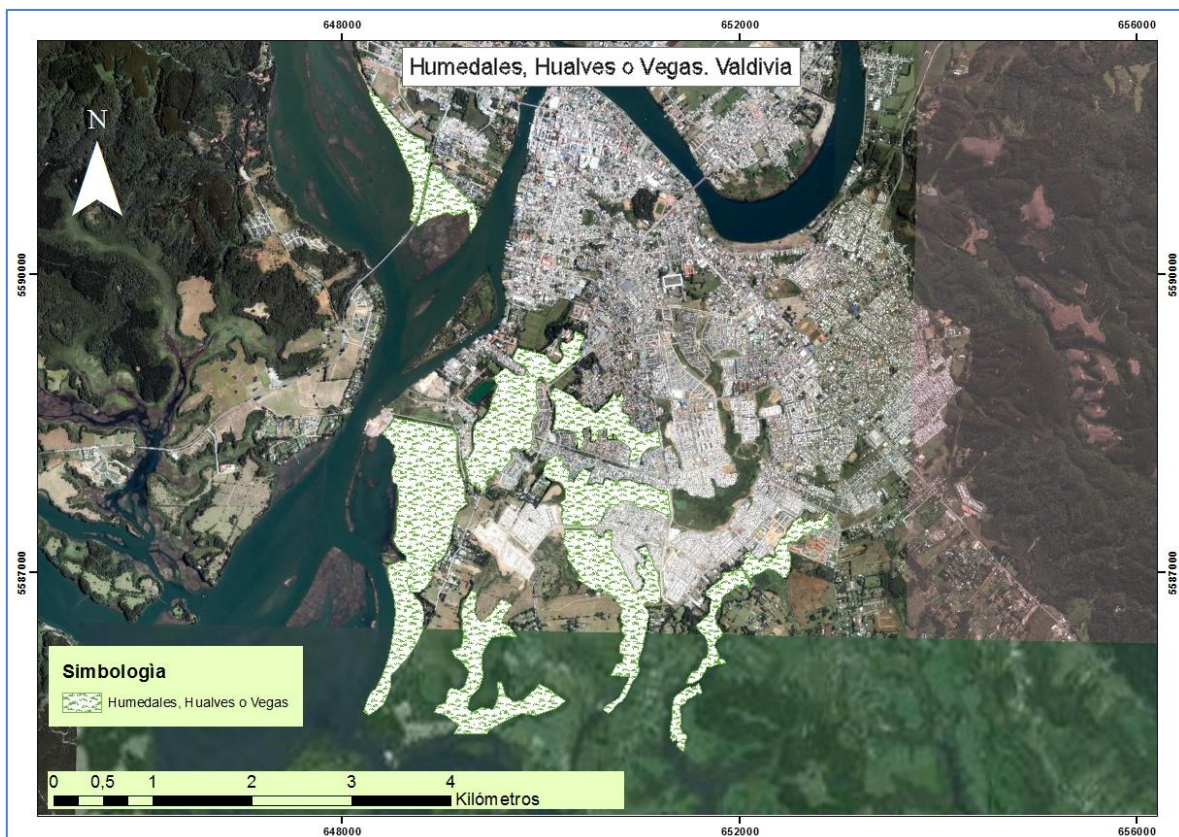 648000
652000
656000
Humedales, Hualves o Vegas. Valdivia
N
5590000
5590000
5587000
5587000
Simbologìa
Humedales, Hualves o Vegas
0 0,5 1 2 3 4
Kilómetros
648000
652000
656000